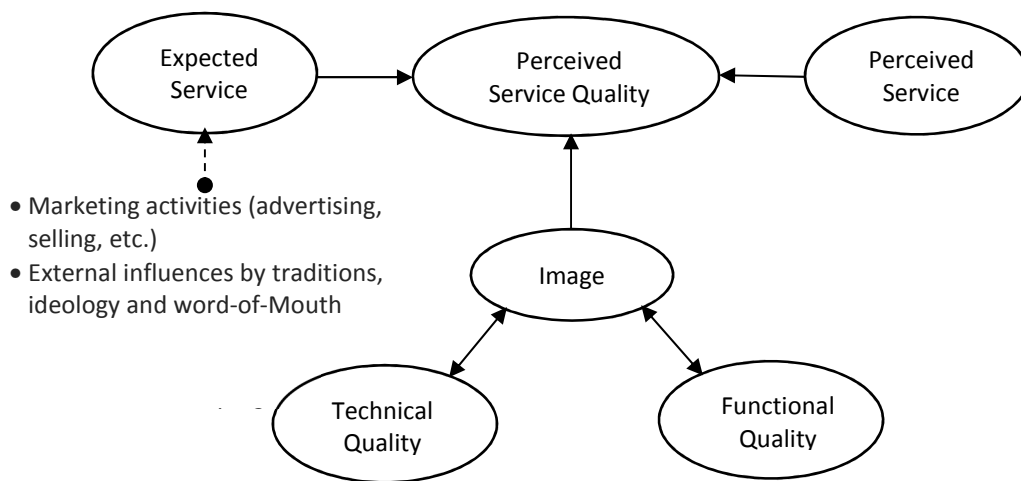 Expected
Service
Perceived
Service Quality
Perceived
Service
• Marketing activities (advertising,
selling, etc.)
• External influences by traditions,
ideology and word-of-Mouth
Image
Technical
Quality
Functional
Quality